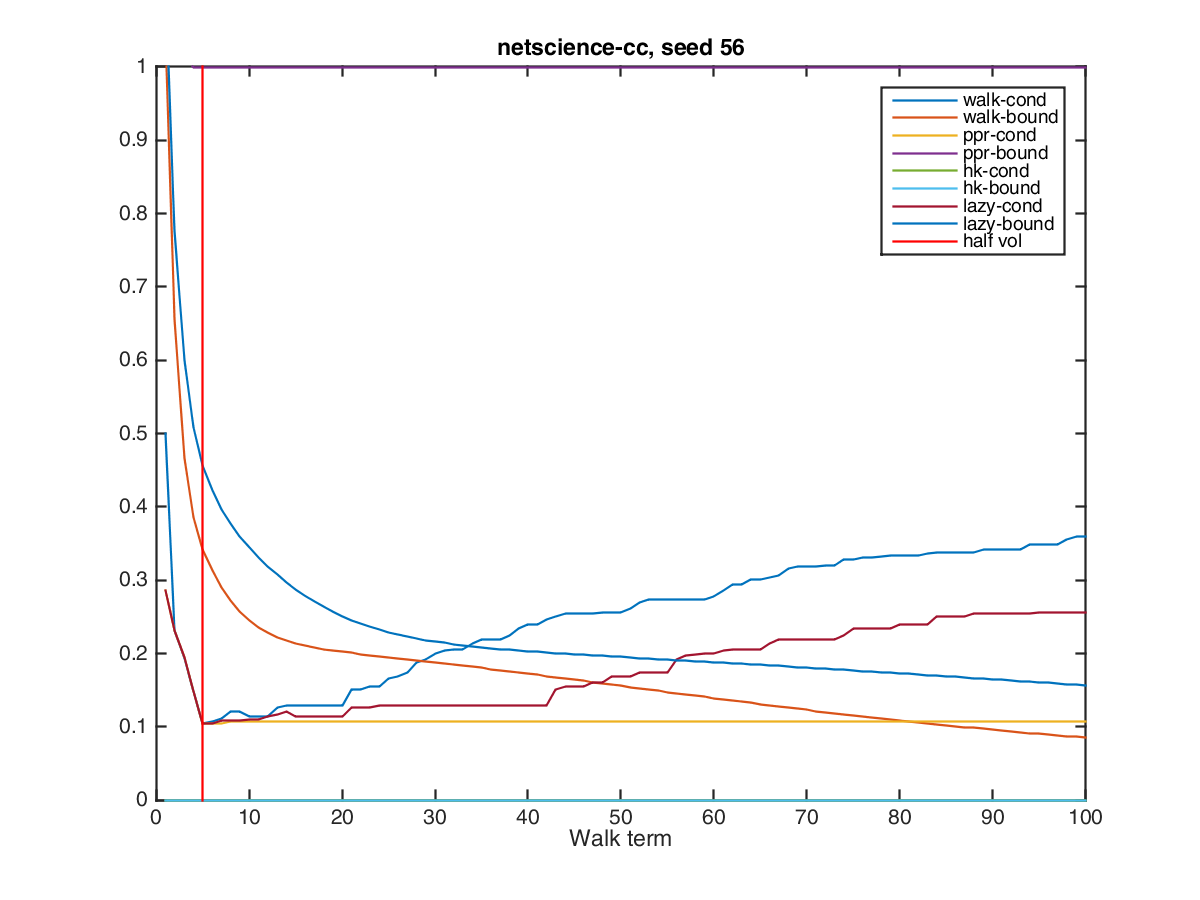 netscience-cc, seed 56
1
0.9
0.8
0.7
0.6
0.5
0.4
0.3
0.2
0.1
0
walk-cond
walk-bound
ppr-cond
ppr-bound
hk-cond
hk-bound
lazy-cond
lazy-bound
half vol
0 10 20 30 40 50 60 70 80 90 100
Walk term